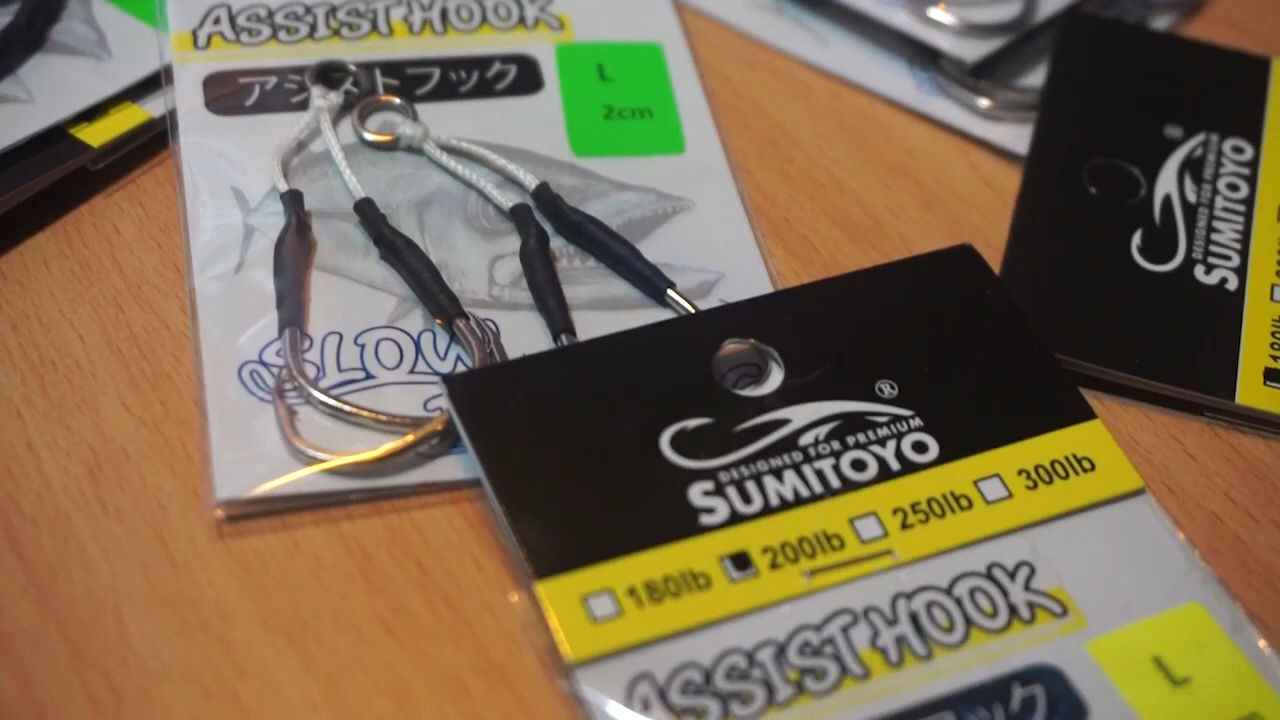 ASSIST HOOK
アシストフック
L
2cm
SLOW
®
DESIGNED FOR PREMIUM
SUMITOYO
180lb 200lb 250lb 300lb
ASSIST HOOK
L
®
DESIGNED FOR PREMIUM
SUMITOYO
180lb